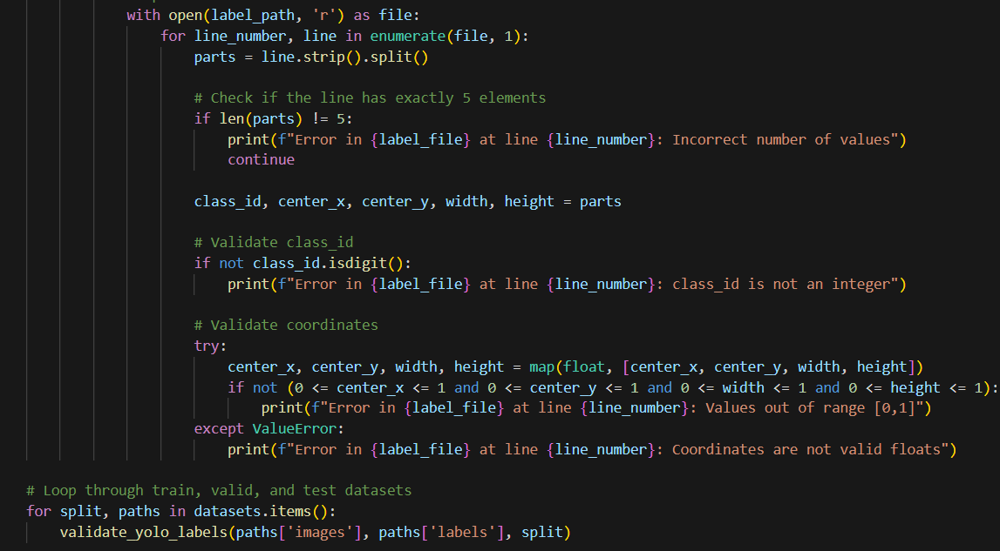 with open(label_path, 'r') as file:
for line_number, line in enumerate(file, 1):
parts = line.strip().split()
# Check if the line has exactly 5 elements
if len(parts) != 5:
print(f"Error in {label_file} at line {line_number}: Incorrect number of values")
continue
class_id, center_x, center_y, width, height = parts
# Validate class_id
if not class_id.isdigit():
print(f"Error in {label_file} at line {line_number}: class_id is not an integer")
# Validate coordinates
try:
center_x, center_y, width, height = map(float, [center_x, center_y, width, height])
if not (0 <= center_x <= 1 and 0 <= center_y <= 1 and 0 <= width <= 1 and 0 <= height <= 1):
print(f"Error in {label_file} at line {line_number}: Values out of range [0,1]")
except ValueError:
print(f"Error in {label_file} at line {line_number}: Coordinates are not valid floats")
# Loop through train, valid, and test datasets
for split, paths in datasets.items():
validate_yolo_labels(paths['images'], paths['labels'], split)